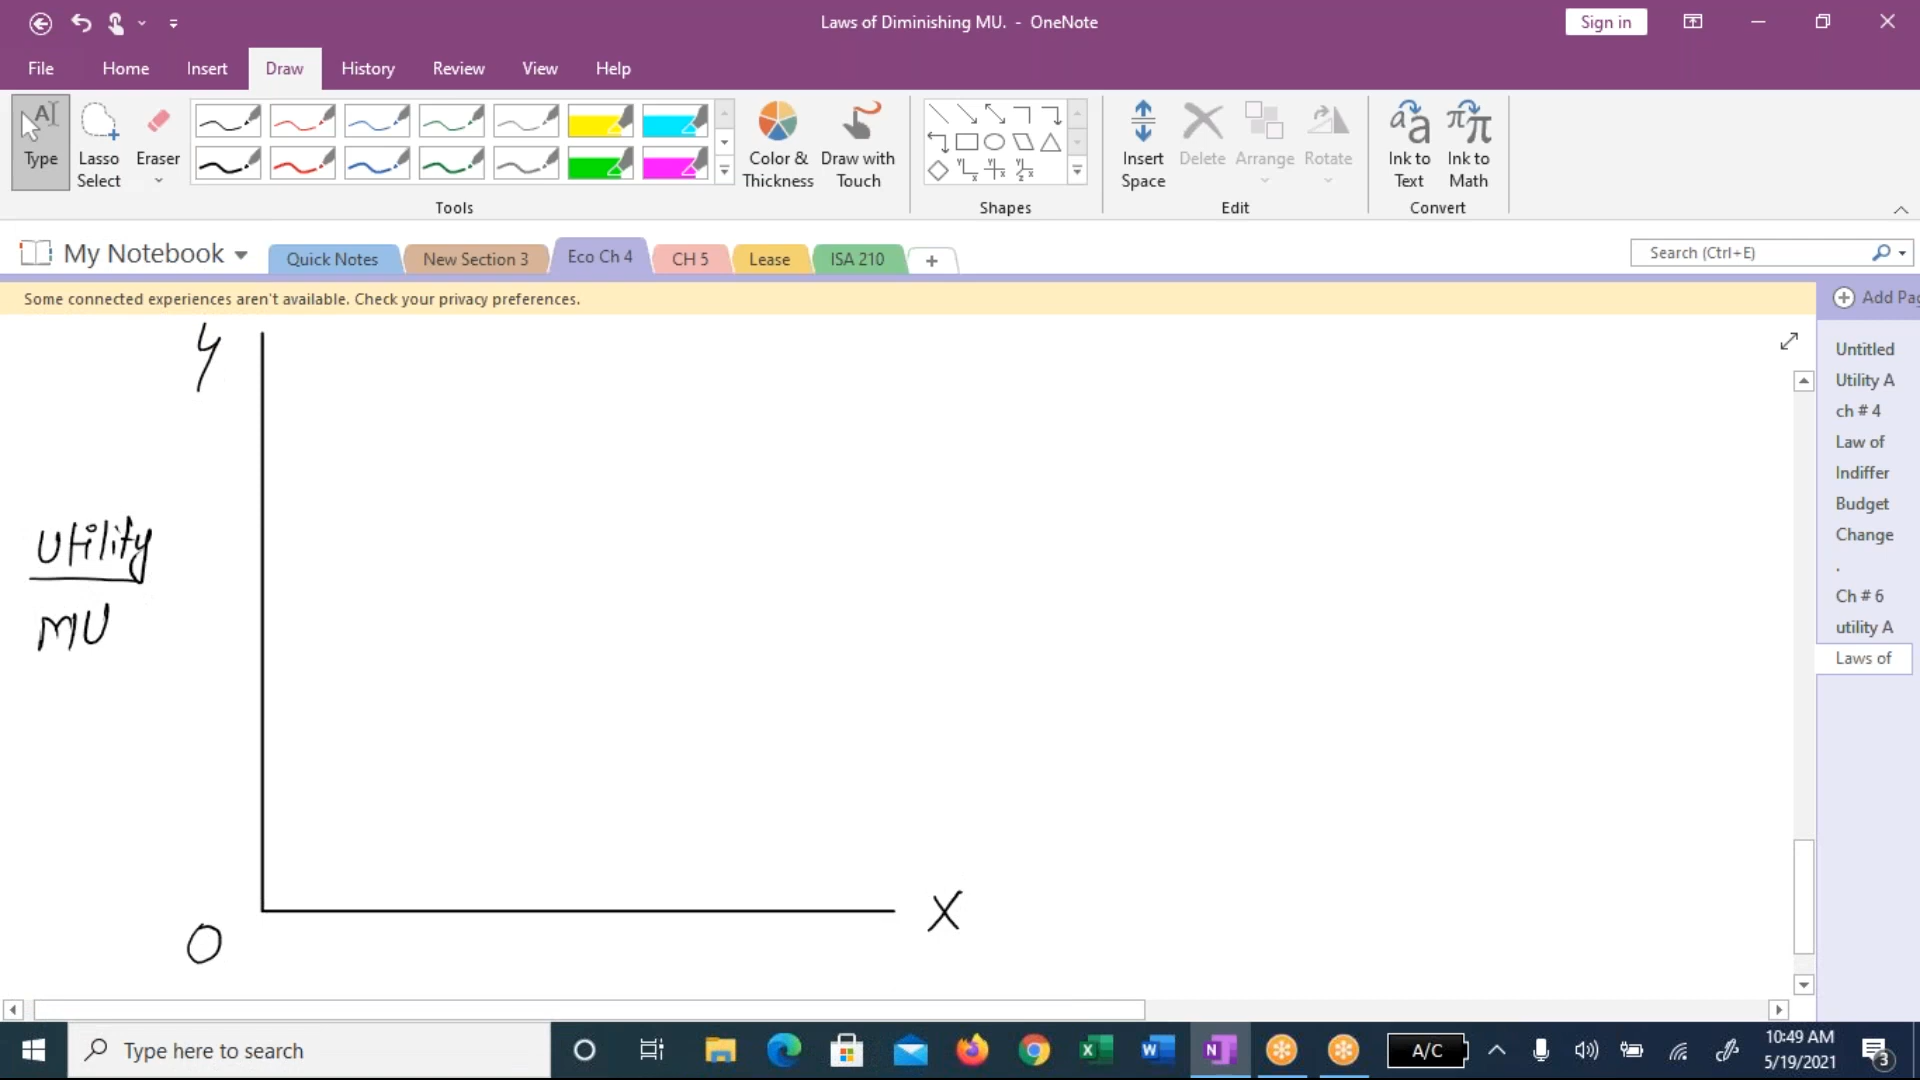 Laws of Diminishing MU. - OneNote
Sign in
File Home Insert Draw History Review View Help
Type
Lasso Select
Eraser
Color & Thickness
Draw with Touch
Insert Space
Delete
Arrange
Rotate
Ink to Text
Ink to Math
Tools
Shapes
Edit
Convert
My Notebook
Quick Notes
New Section 3
Eco Ch 4
CH 5
Lease
ISA 210
Search (Ctrl+E)
Some connected experiences aren't available. Check your privacy preferences.
Add Pag
Untitled
Utility A
ch # 4
Law of
Indiffer
Budget
Change
.
Ch # 6
utility A
Laws of
y
Utility
MU
X
O
Type here to search
A/C
10:49 AM
5/19/2021
3